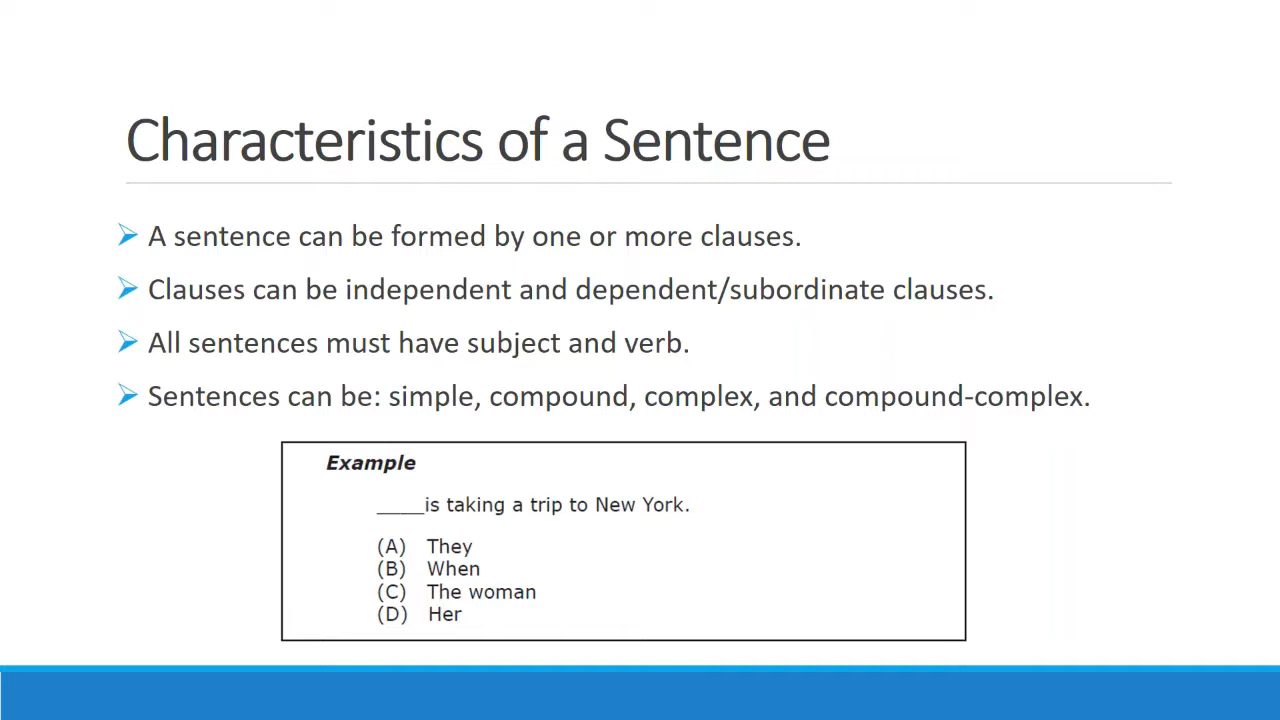 Characteristics of a Sentence
A sentence can be formed by one or more clauses.
Clauses can be independent and dependent/subordinate clauses.
All sentences must have subject and verb.
Sentences can be: simple, compound, complex, and compound-complex.
Example
____is taking a trip to New York.
(A) They
(B) When
(C) The woman
(D) Her